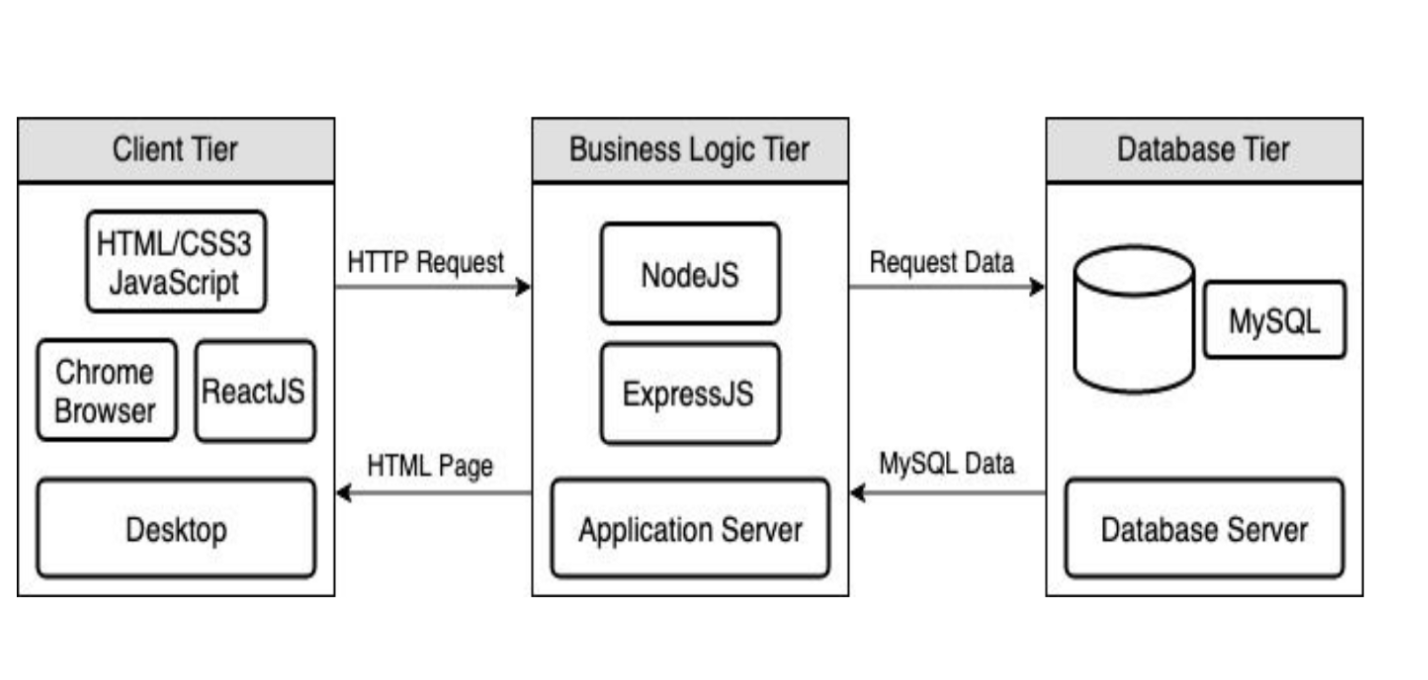 Client Tier
HTML/CSS3
JavaScript
Chrome
Browser
ReactJS
Desktop
HTTP Request
HTML Page
Business Logic Tier
NodeJS
ExpressJS
Application Server
Request Data
MySQL Data
Database Tier
MySQL
Database Server